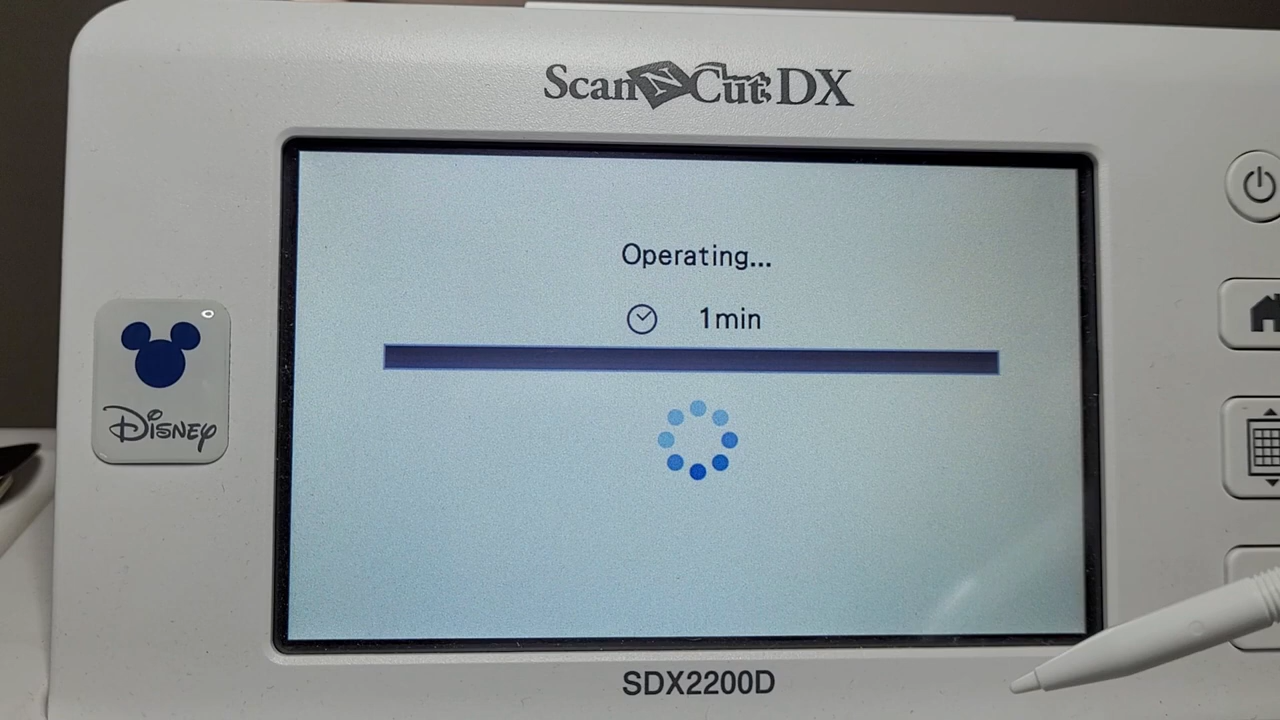 ScanNCut DX
Operating...
1min
Disney
SDX2200D